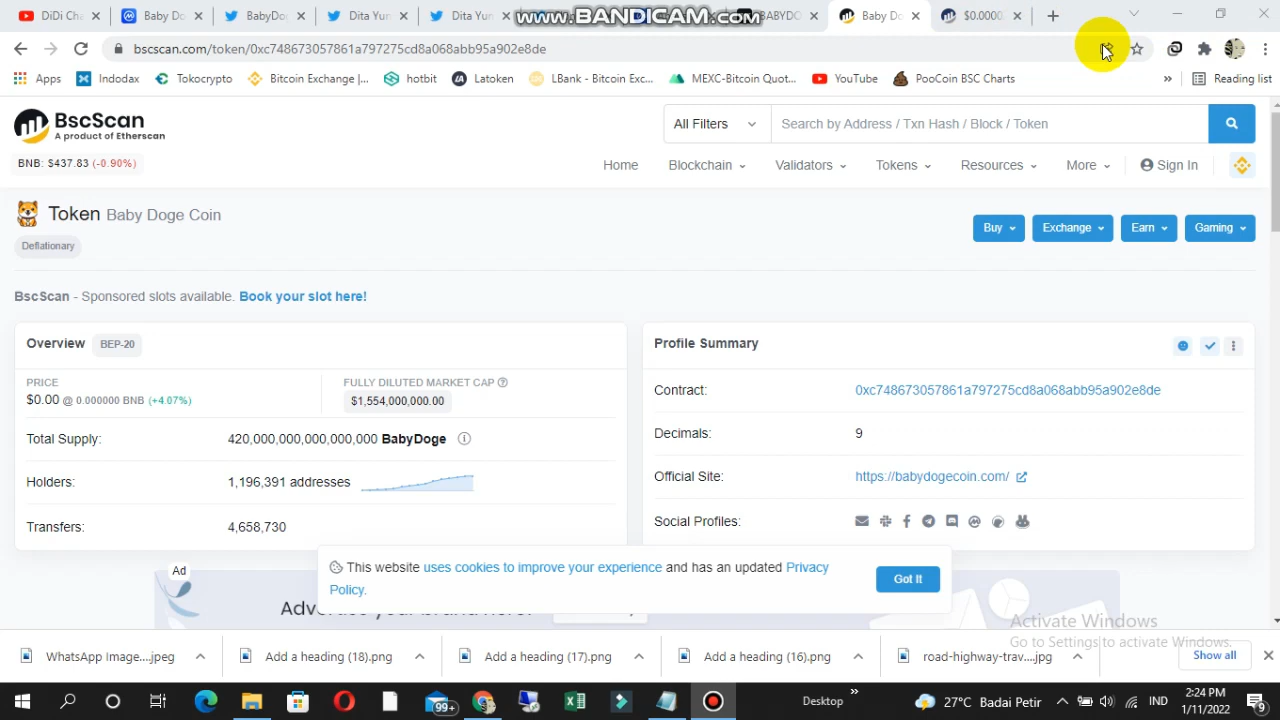 DiDi Cha
Baby Do
BabyDo
Dita Yun
Dita Yun
www.BANDICAM.com
BABYDO
Baby Do
$0.0000
bscscan.com/token/0xc748673057861a797275cd8a068abb95a902e8de
Apps
Indodax
Tokocrypto
Bitcoin Exchange |...
hotbit
Latoken
LBank - Bitcoin Exc...
MEXC-Bitcoin Quot...
YouTube
PooCoin BSC Charts
»
Reading list
BscScan
A product of Etherscan
All Filters
Search by Address / Txn Hash / Block / Token
BNB: $437.83 (-0.90%)
Home
Blockchain
Validators
Tokens
Resources
More
Sign In
Token Baby Doge Coin
Buy
Exchange
Earn
Gaming
Deflationary
BscScan - Sponsored slots available. Book your slot here!
Overview BEP-20
PRICE
$0.00 @ 0.000000 BNB (+4.07%)
FULLY DILUTED MARKET CAP
$1,554,000,000.00
Total Supply:
420,000,000,000,000,000 BabyDoge
Holders:
1,196,391 addresses
Transfers:
4,658,730
Profile Summary
Contract:
0xc748673057861a797275cd8a068abb95a902e8de
Decimals:
9
Official Site:
https://babydogecoin.com/
Social Profiles:
Ad
This website uses cookies to improve your experience and has an updated Privacy
Policy.
Got It
Activate Windows
Go to Settings to activate Windows.
WhatsApp Image....jpeg
Add a heading (18).png
Add a heading (17).png
Add a heading (16).png
road-highway-trav....jpg
Show all
99+
Desktop
»
27°C Badai Petir
IND
2:24 PM
1/11/2022
9